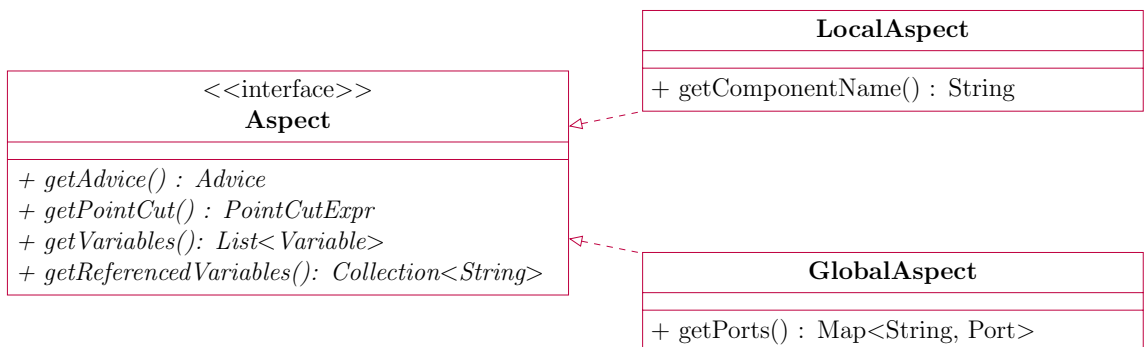 <<interface>>
Aspect
+ getAdvice() : Advice
+ getPointCut() : PointCutExpr
+ getVariables(): List<Variable>
+ getReferencedVariables(): Collection<String>
LocalAspect
+ getComponentName() : String
GlobalAspect
+ getPorts() : Map<String, Port>